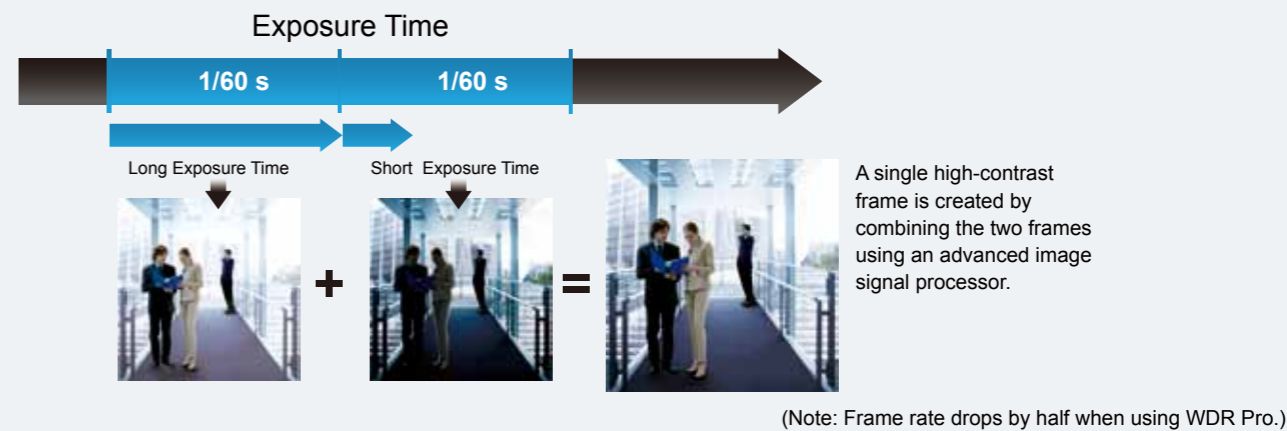 Exposure Time
1/60 s 1/60 s
Long Exposure Time Short Exposure Time
+ =
A single high-contrast
frame is created by
combining the two frames
using an advanced image
signal processor.
(Note: Frame rate drops by half when using WDR Pro.)